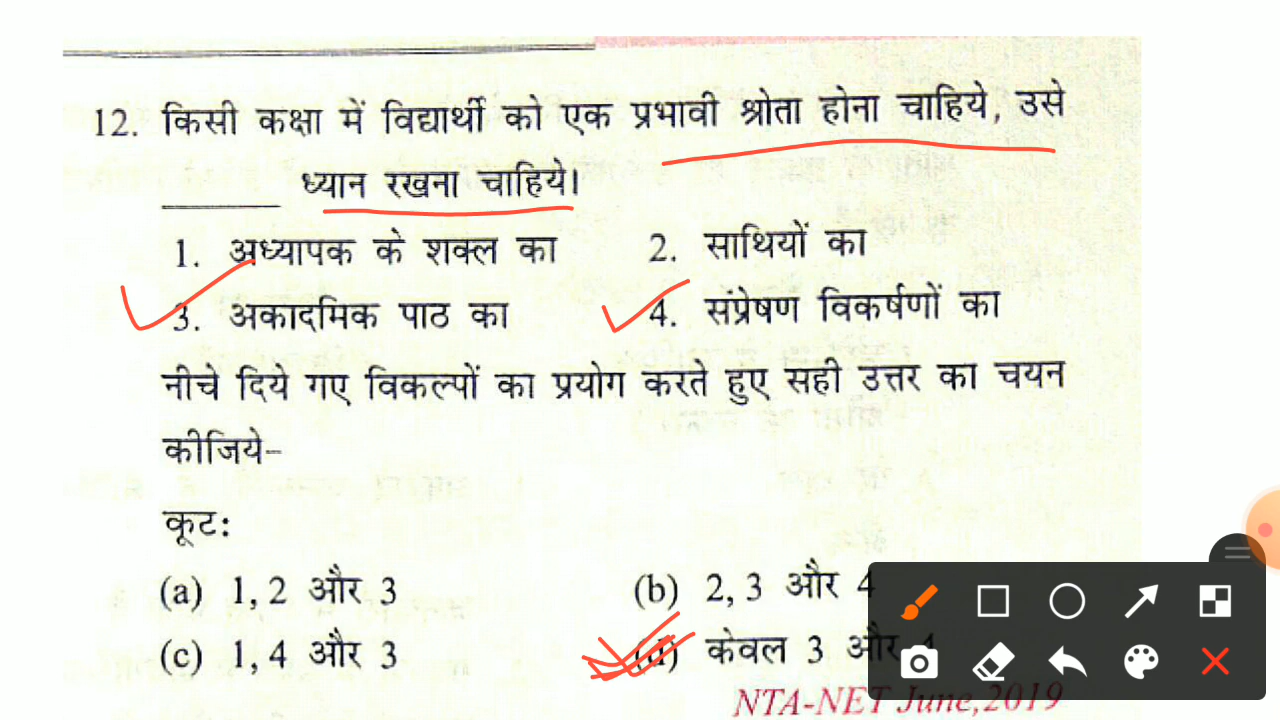 12. किसी कक्षा में विद्यार्थी को एक प्रभावी श्रोता होना चाहिये, उसे
______ ध्यान रखना चाहिये।
1. अध्यापक के शक्ल का 2. साथियों का
3. अकादमिक पाठ का 4. संप्रेषण विकर्षणों का
नीचे दिये गए विकल्पों का प्रयोग करते हुए सही उत्तर का चयन
कीजिये–
कूट:
(a) 1, 2 और 3 (b) 2, 3 और 4
(c) 1, 4 और 3 (d) केवल 3 और 4
NTA-NET June, 2019